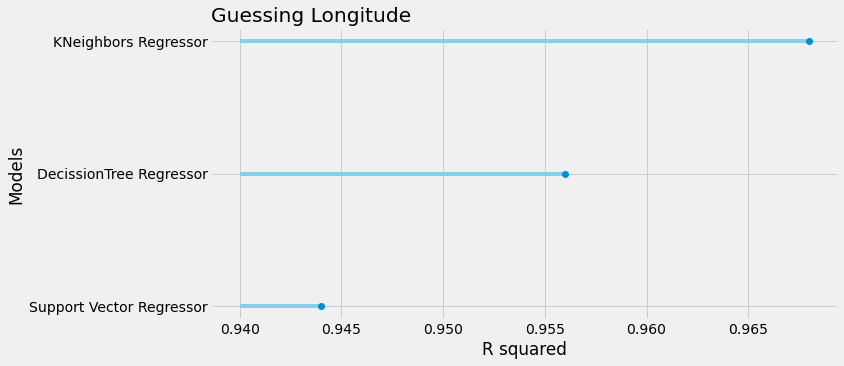 Guessing Longitude
KNeighbors Regressor
DecissionTree Regressor
Support Vector Regressor
Models
0.940 0.945 0.950 0.955 0.960 0.965
R squared